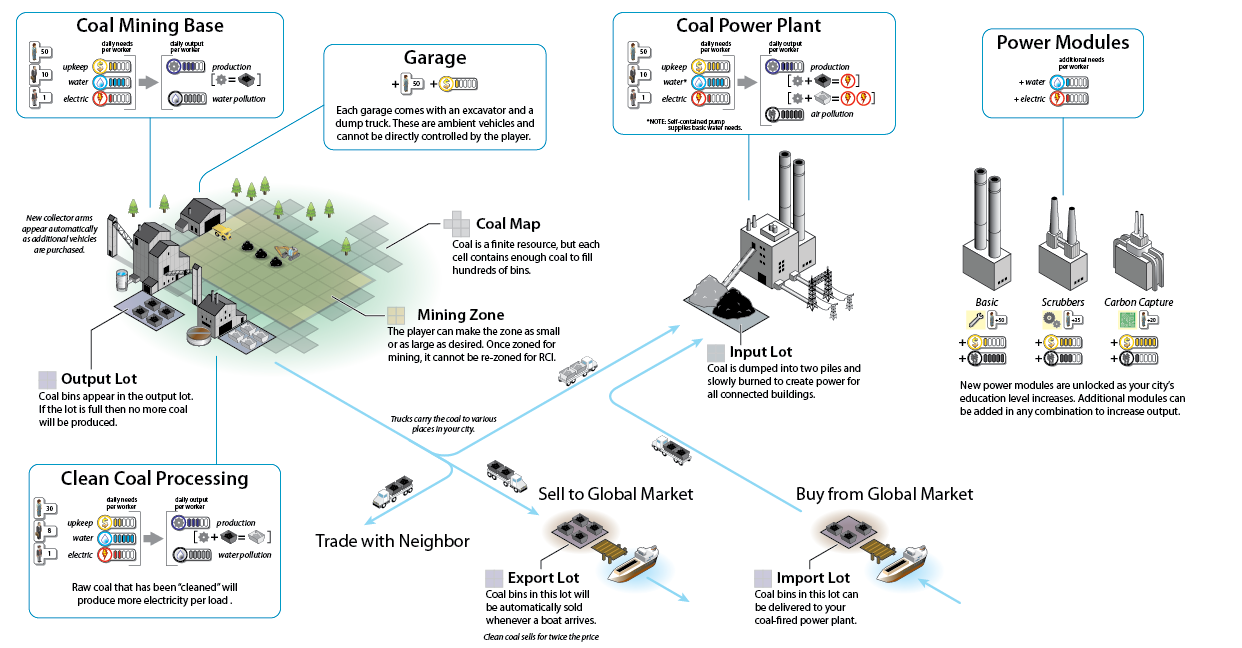 Coal Mining Base
50
10
1
daily needs
per worker
daily output
per worker
upkeep
water
electric
production
[ = ]
water pollution
Garage
+ 50 +
Each garage comes with an excavator and a
dump truck. These are ambient vehicles and
cannot be directly controlled by the player.
Coal Power Plant
50
10
1
daily needs
per worker
daily output
per worker
upkeep
water*
electric
production
[ + = ]
[ + = ]
air pollution
*NOTE: Self-contained pump
supplies basic water needs.
Power Modules
additional needs
per worker
+ water
+ electric
New collector arms
appear automatically
as additional vehicles
are purchased.
Coal Map
Coal is a finite resource, but each
cell contains enough coal to fill
hundreds of bins.
Mining Zone
The player can make the zone as small
or as large as desired. Once zoned for
mining, it cannot be re-zoned for RCI.
Output Lot
Coal bins appear in the output lot.
If the lot is full then no more coal
will be produced.
Input Lot
Coal is dumped into two piles and
slowly burned to create power for
all connected buildings.
Basic
+50
+
+
Scrubbers
+25
+
+
Carbon Capture
+20
+
+
New power modules are unlocked as your city's
education level increases. Additional modules can
be added in any combination to increase output.
Trucks carry the coal to various
places in your city.
Clean Coal Processing
30
8
1
daily needs
per worker
daily output
per worker
upkeep
water
electric
production
[ + = ]
water pollution
Raw coal that has been "cleaned" will
produce more electricity per load .
Trade with Neighbor
Sell to Global Market
Export Lot
Coal bins in this lot will
be automatically sold
whenever a boat arrives.
Clean coal sells for twice the price
Buy from Global Market
Import Lot
Coal bins in this lot can
be delivered to your
coal-fired power plant.